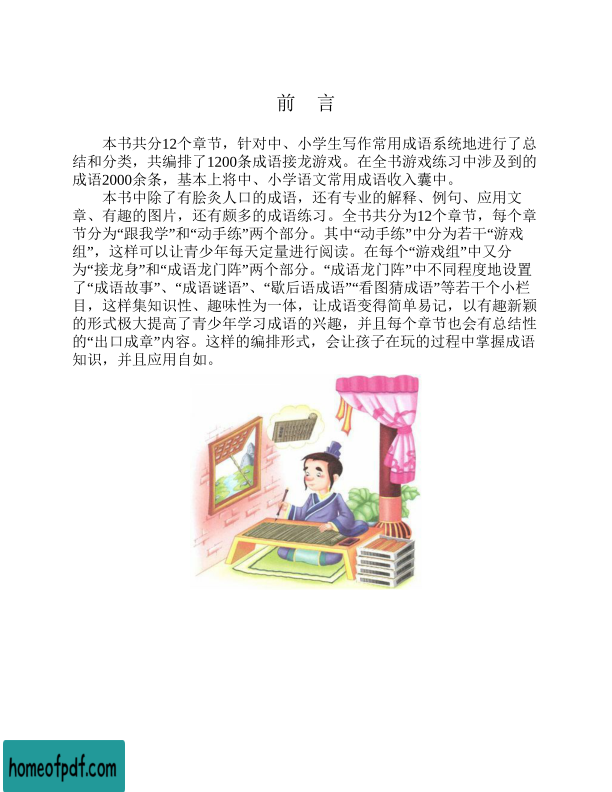 前 言
本书共分12个章节，针对中、小学生写作常用成语系统地进行了总
结和分类，共编排了1200条成语接龙游戏。在全书游戏练习中涉及到的
成语2000余条，基本上将中、小学语文常用成语收入囊中。
本书中除了有脍灸人口的成语，还有专业的解释、例句、应用文
章、有趣的图片，还有颇多的成语练习。全书共分为12个章节，每个章
节分为“跟我学”和“动手练”两个部分。其中“动手练”中分为若干“游戏
组”，这样可以让青少年每天定量进行阅读。在每个“游戏组”中又分
为“接龙身”和“成语龙门阵”两个部分。“成语龙门阵”中不同程度地设置
了“成语故事”、“成语谜语”、“歇后语成语”“看图猜成语”等若干个小栏
目，这样集知识性、趣味性为一体，让成语变得简单易记，以有趣新颖
的形式极大提高了青少年学习成语的兴趣，并且每个章节也会有总结性
的“出口成章”内容。这样的编排形式，会让孩子在玩的过程中掌握成语
知识，并且应用自如。
homeofpdf.com